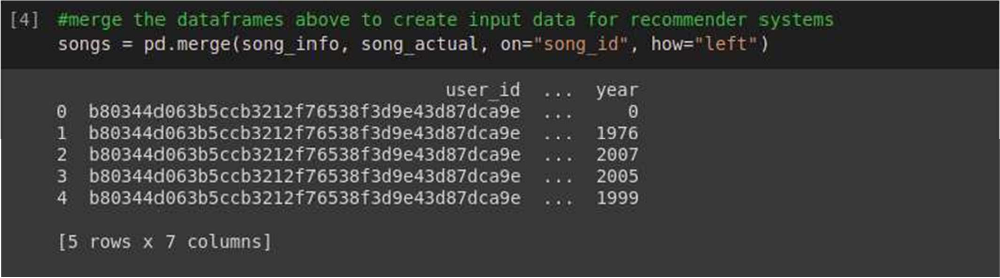 [4] #merge the dataframes above to create input data for recommender systems
songs = pd.merge(song_info, song_actual, on="song_id", how="left")
user_id ... year
0 b80344d063b5ccb3212f76538f3d9e43d87dca9e ... 0
1 b80344d063b5ccb3212f76538f3d9e43d87dca9e ... 1976
2 b80344d063b5ccb3212f76538f3d9e43d87dca9e ... 2007
3 b80344d063b5ccb3212f76538f3d9e43d87dca9e ... 2005
4 b80344d063b5ccb3212f76538f3d9e43d87dca9e ... 1999
[5 rows x 7 columns]